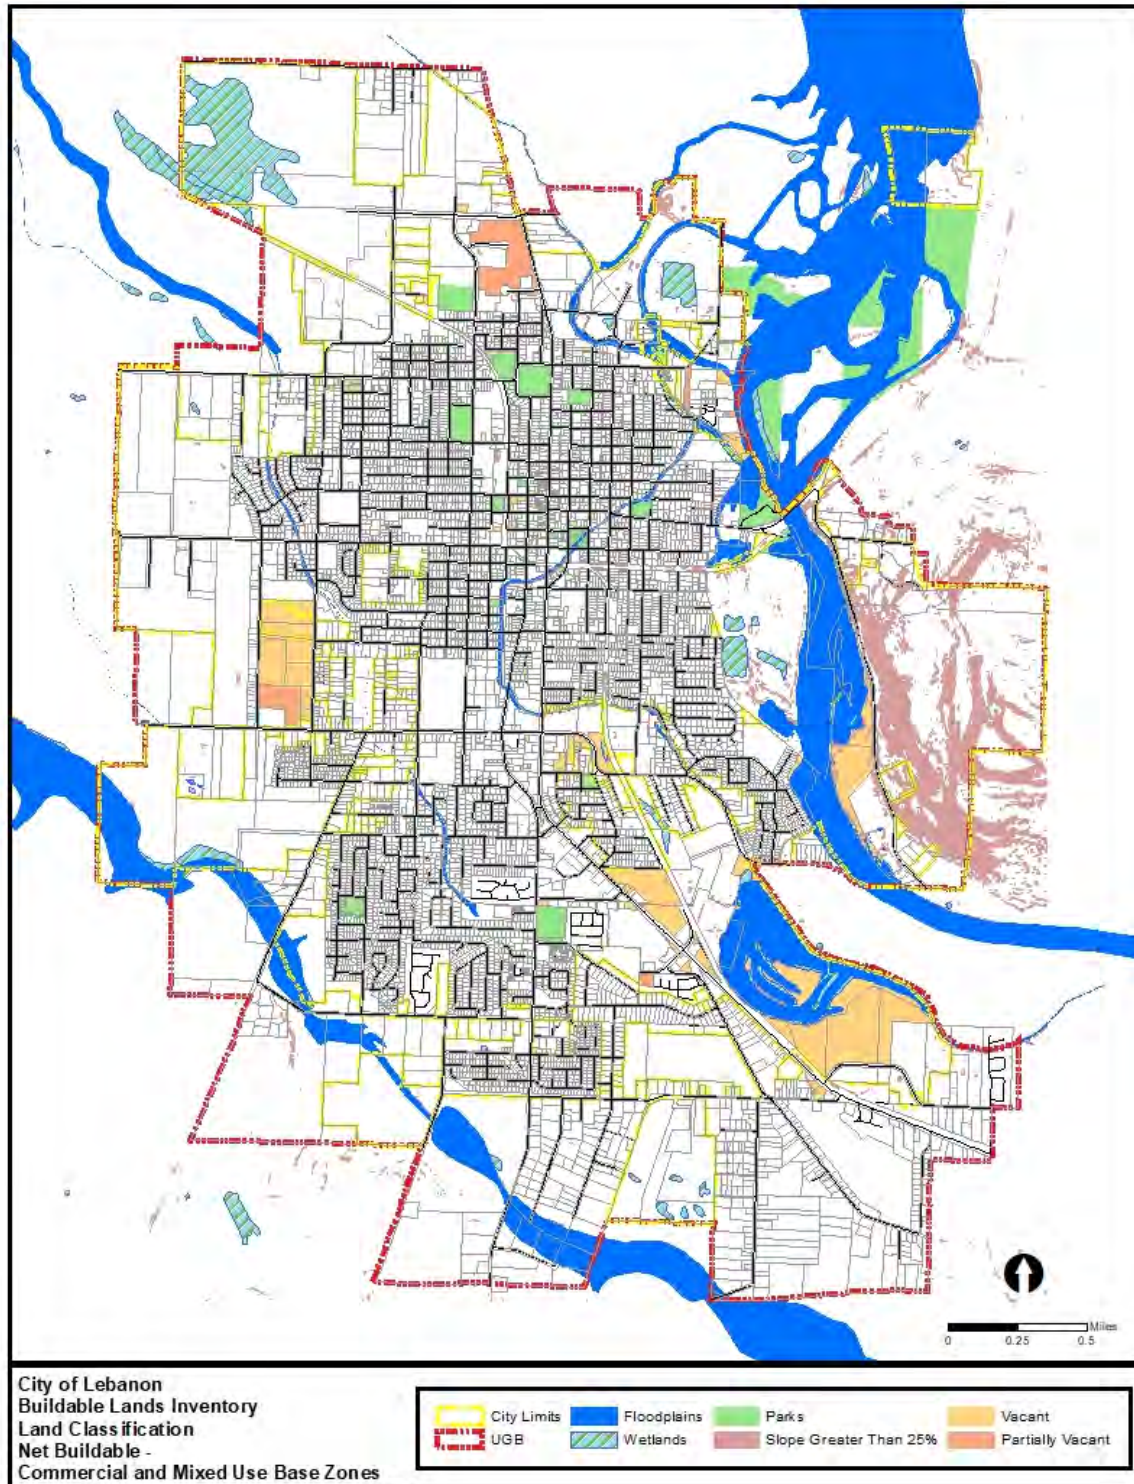 Miles
0 0.25 0.5
City of Lebanon
Buildable Lands Inventory
Land Classification
Net Buildable -
Commercial and Mixed Use Base Zones
City Limits Floodplains Parks Vacant
UGB Wetlands Slope Greater Than 25% Partially Vacant